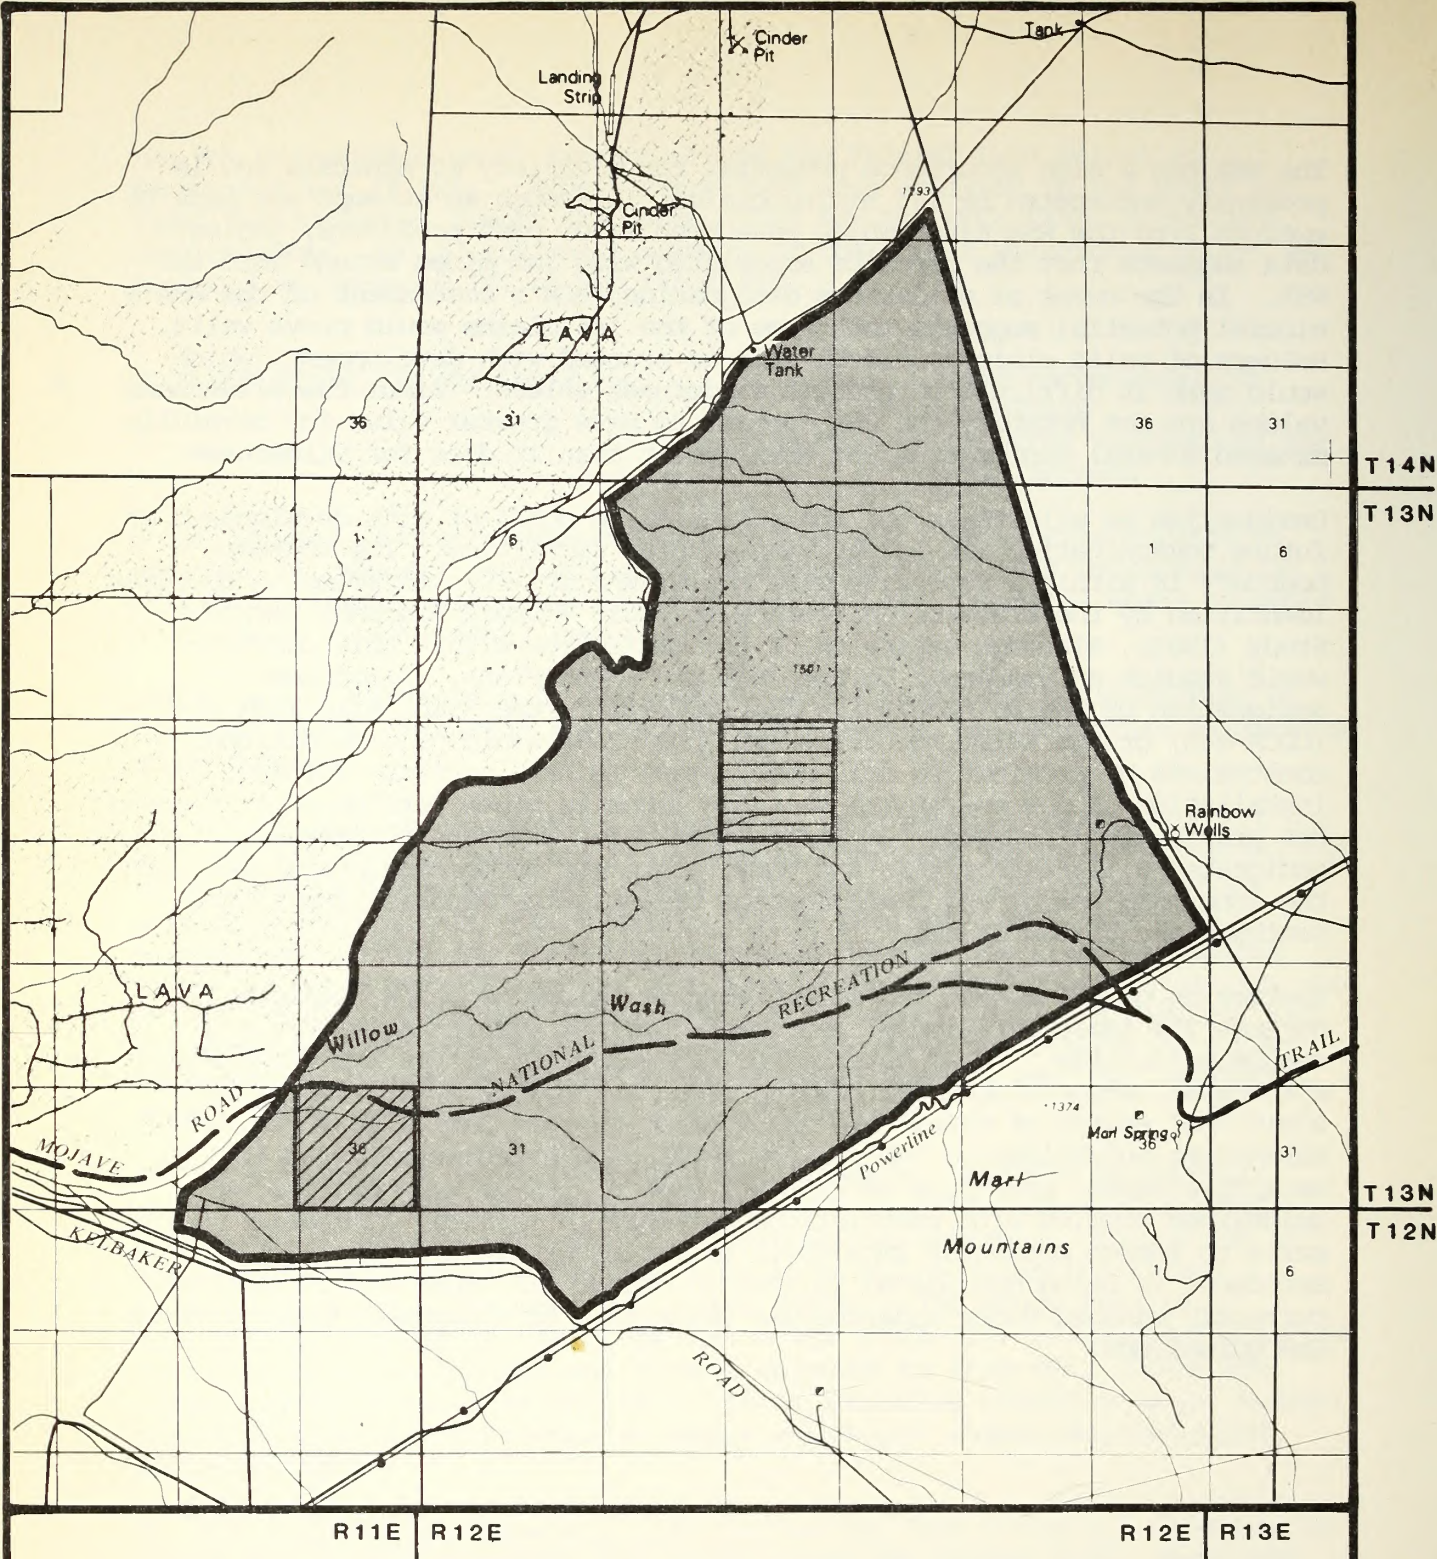 Tank
Cinder
Pit
Landing
Strip
1293
Cinder
Pit
LAVA
Water
Tank
36
31
36
31
T14N
T13N
1
6
1
6
1501
Rainbow
Wells
LAVA
Willow
Wash
NATIONAL
RECREATION
TRAIL
MOJAVE
ROAD
36
31
1374
Marl Spring
36
31
Powerline
Marl
Mountains
T13N
T12N
KELBAKER
ROAD
1
6
R11E
R12E
R12E
R13E